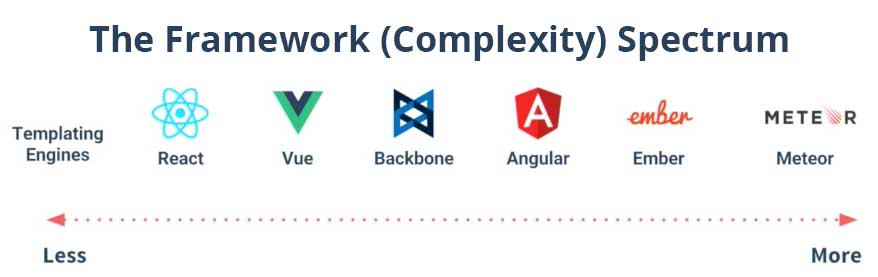 The Framework (Complexity) Spectrum
ember
METEOR
Templating
Engines
React
Vue
Backbone
Angular
Ember
Meteor
Less
More